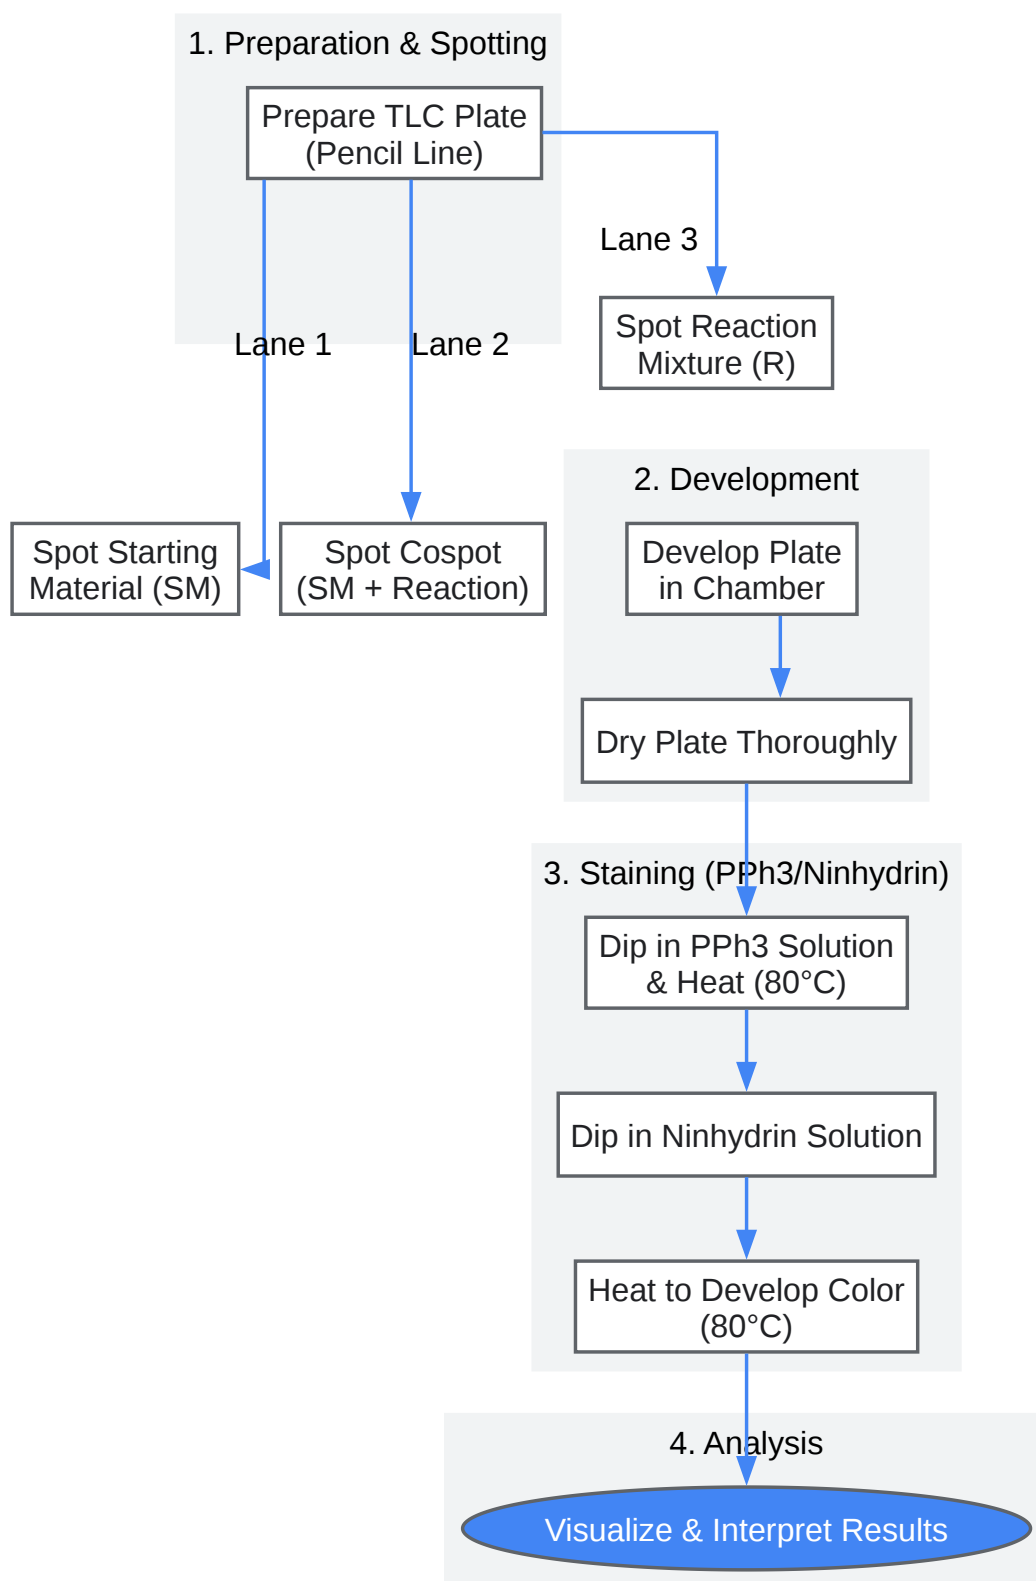 1. Preparation & Spotting
Prepare TLC Plate
(Pencil Line)
Lane 3
Spot Reaction
Mixture (R)
Lane 1
Lane 2
Spot Starting
Material (SM)
Spot Cospot
(SM + Reaction)
2. Development
Develop Plate
in Chamber
Dry Plate Thoroughly
3. Staining (PPh3/Ninhydrin)
Dip in PPh3 Solution
& Heat (80°C)
Dip in Ninhydrin Solution
Heat to Develop Color
(80°C)
4. Analysis
Visualize & Interpret Results